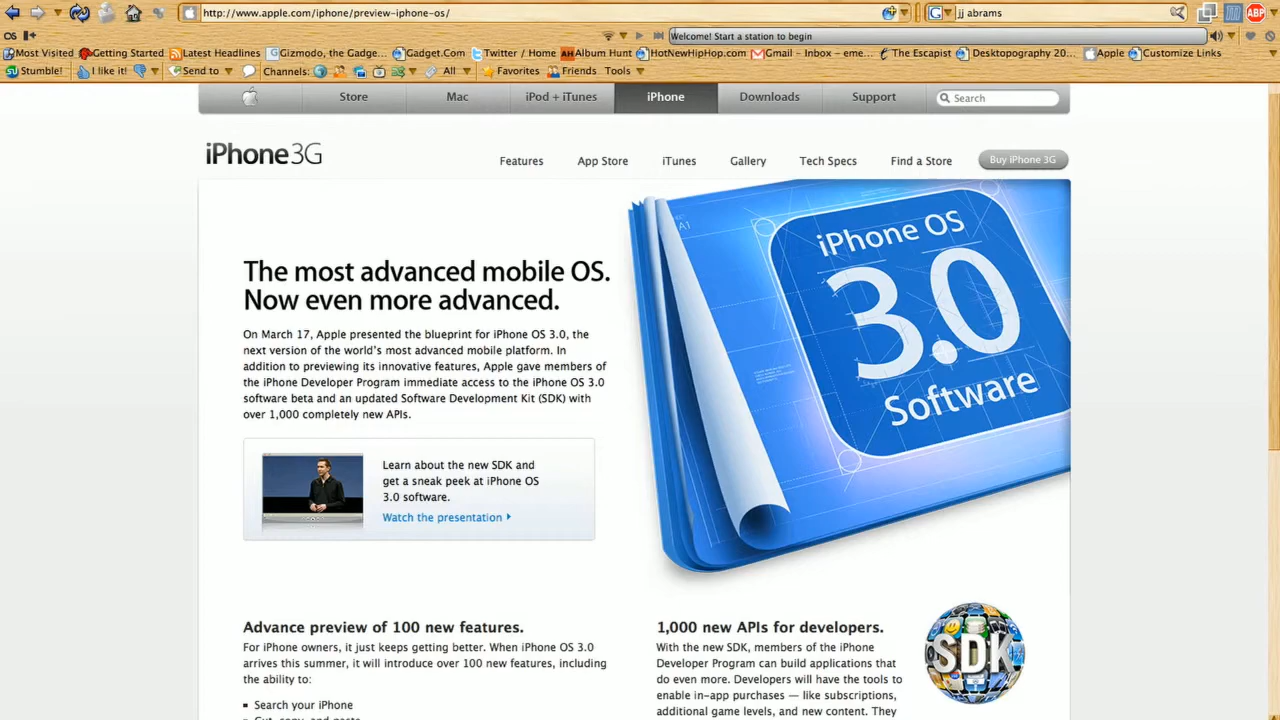 http://www.apple.com/iphone/preview-iphone-os/
jj abrams
ABP
OS
Welcome! Start a station to begin
Most Visited Getting Started Latest Headlines Gizmodo, the Gadge... Gadget.Com Twitter / Home AH Album Hunt HotNewHipHop.com Gmail - Inbox - eme... The Escapist Desktopography 20... Apple Customize Links
Stumble! I like it! Send to Channels: All Favorites Friends Tools
Store Mac iPod + iTunes iPhone Downloads Support Search
iPhone 3G
Features App Store iTunes Gallery Tech Specs Find a Store Buy iPhone 3G
A1
iPhone OS
3.0
Software
The most advanced mobile OS.
Now even more advanced.
On March 17, Apple presented the blueprint for iPhone OS 3.0, the
next version of the world's most advanced mobile platform. In
addition to previewing its innovative features, Apple gave members of
the iPhone Developer Program immediate access to the iPhone OS 3.0
software beta and an updated Software Development Kit (SDK) with
over 1,000 completely new APIs.
Learn about the new SDK and
get a sneak peek at iPhone OS
3.0 software.
Watch the presentation
Advance preview of 100 new features.
For iPhone owners, it just keeps getting better. When iPhone OS 3.0
arrives this summer, it will introduce over 100 new features, including
the ability to:
Search your iPhone
Cut, copy, and paste
1,000 new APIs for developers.
With the new SDK, members of the iPhone
Developer Program can build applications that
do even more. Developers will have the tools to
enable in-app purchases — like subscriptions,
additional game levels, and new content. They
SDK